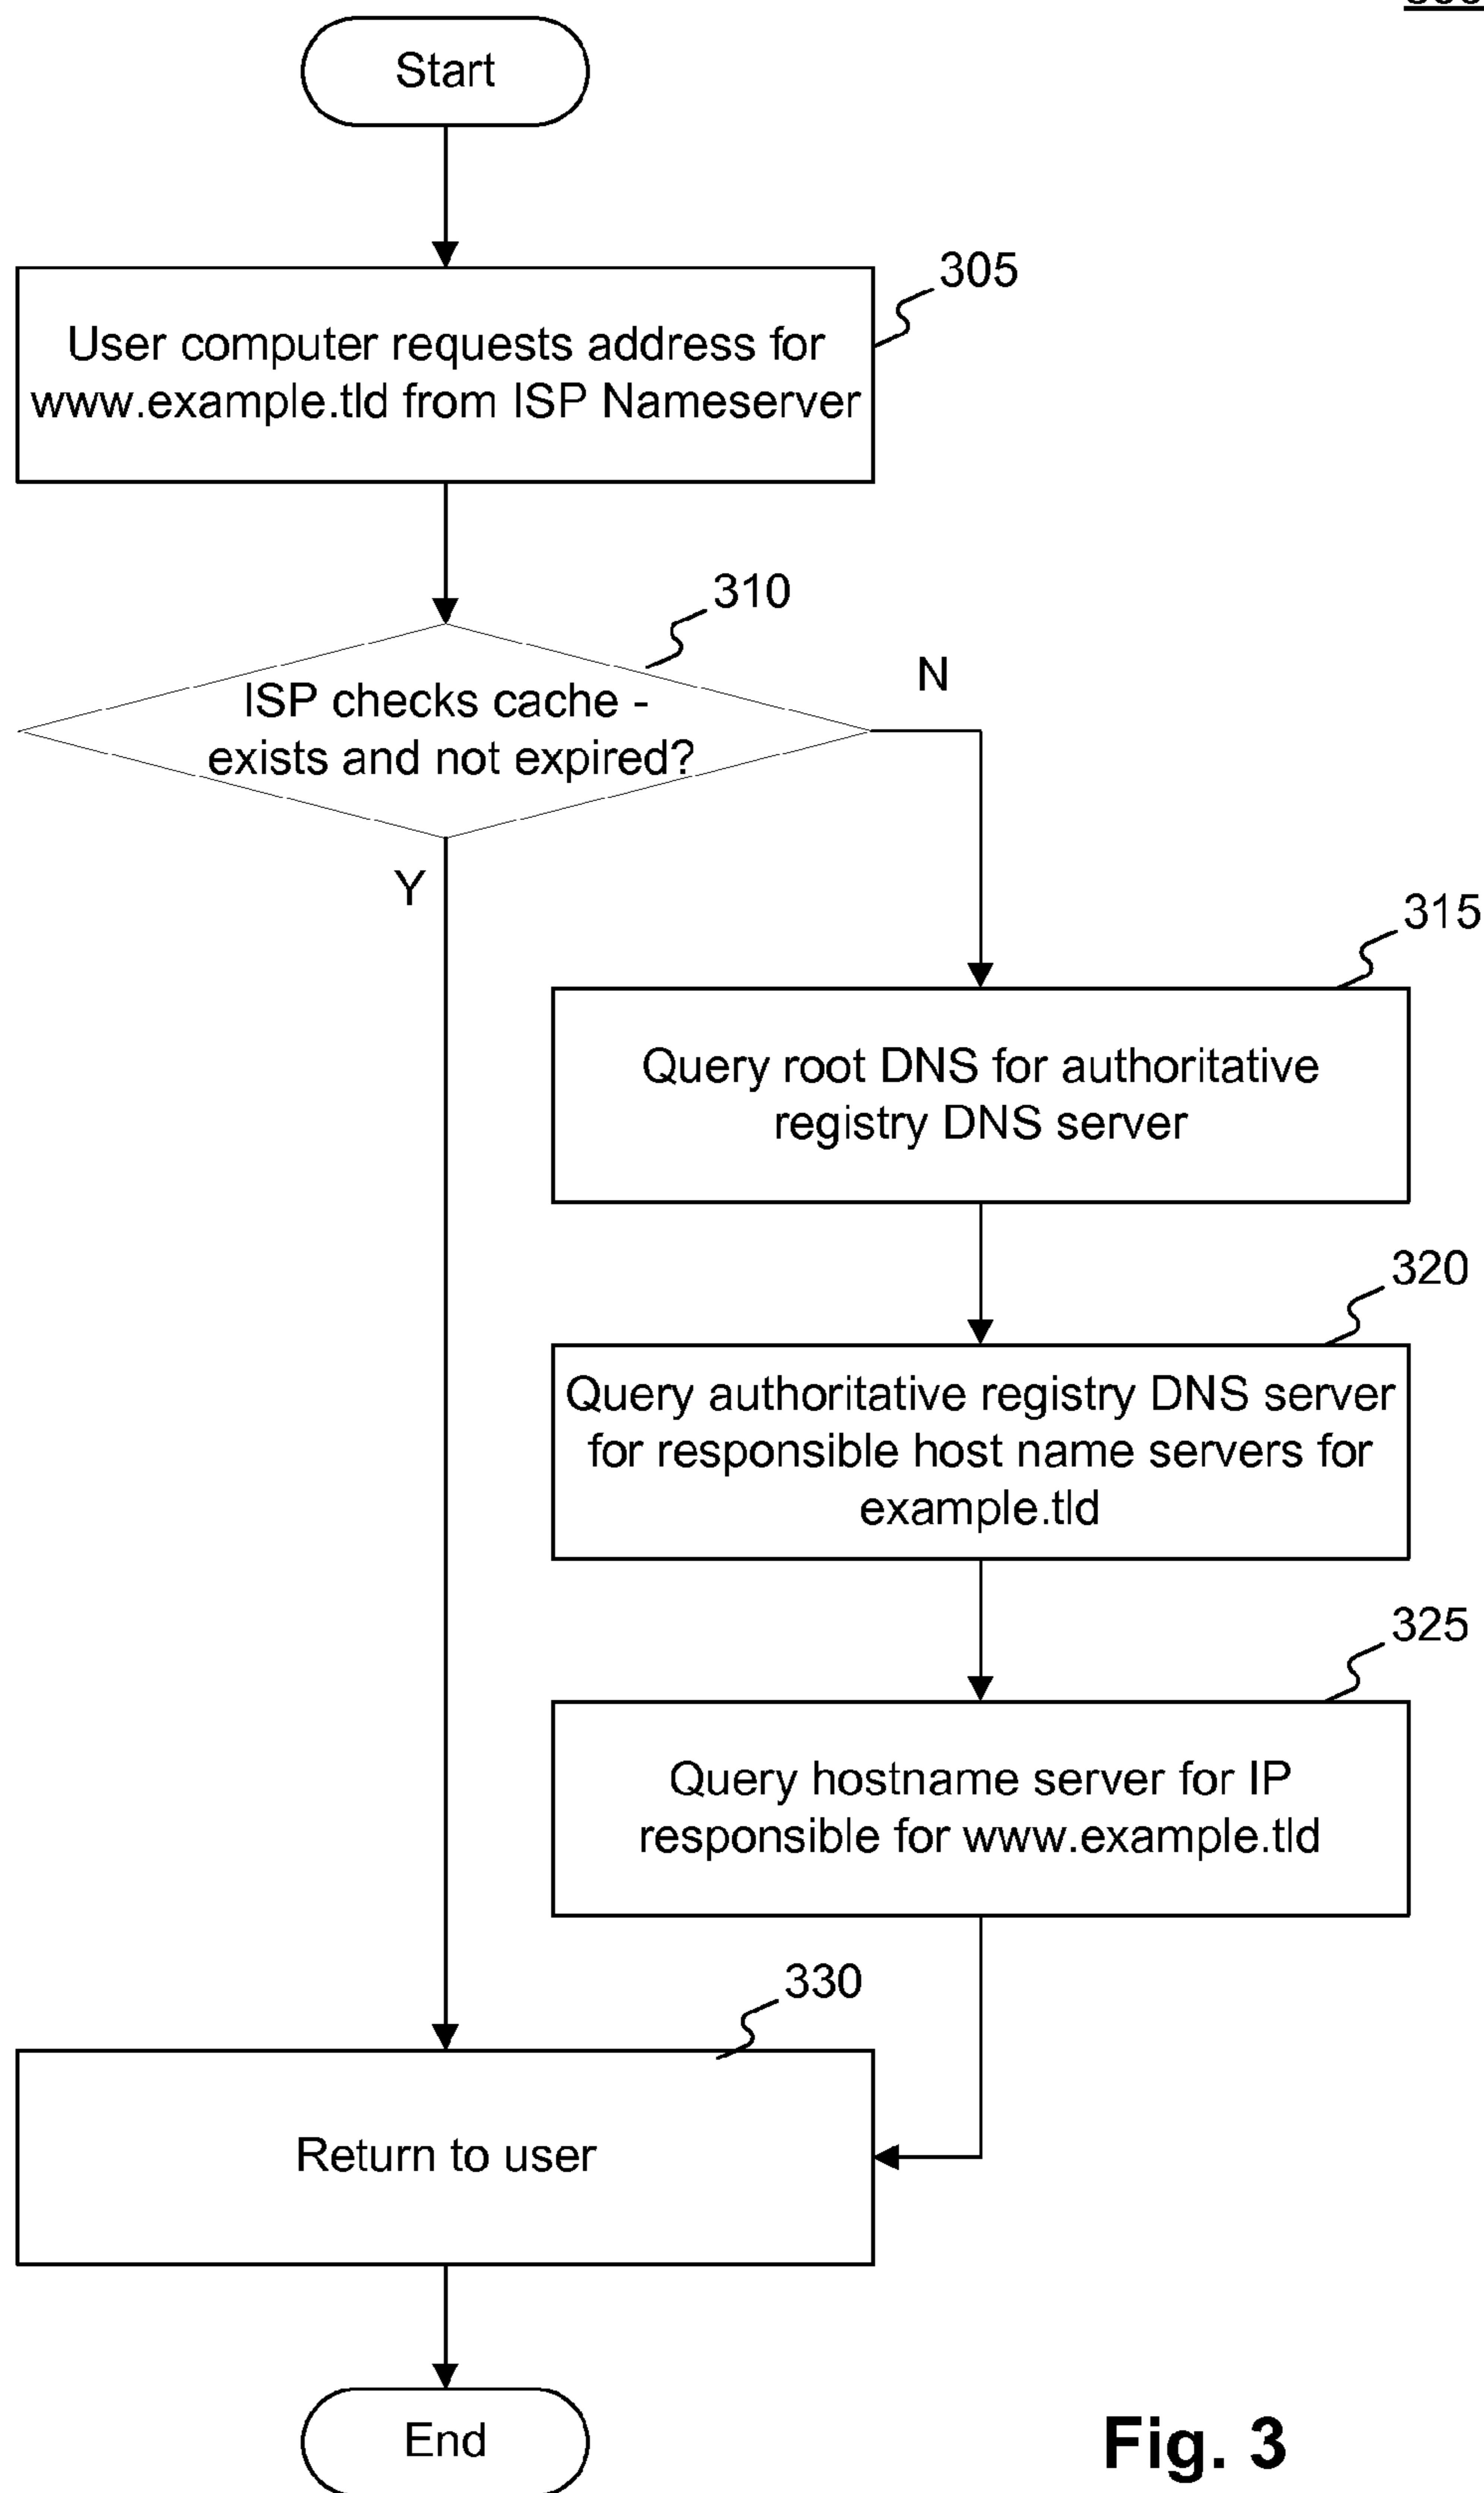 Start
305
User computer requests address for
www.example.tld from ISP Nameserver
310
N
ISP checks cache -
exists and not expired?
Y
315
Query root DNS for authoritative
registry DNS server
320
Query authoritative registry DNS server
for responsible host name servers for
example.tld
325
Query hostname server for IP
responsible for www.example.tld
330
Return to user
End
Fig. 3